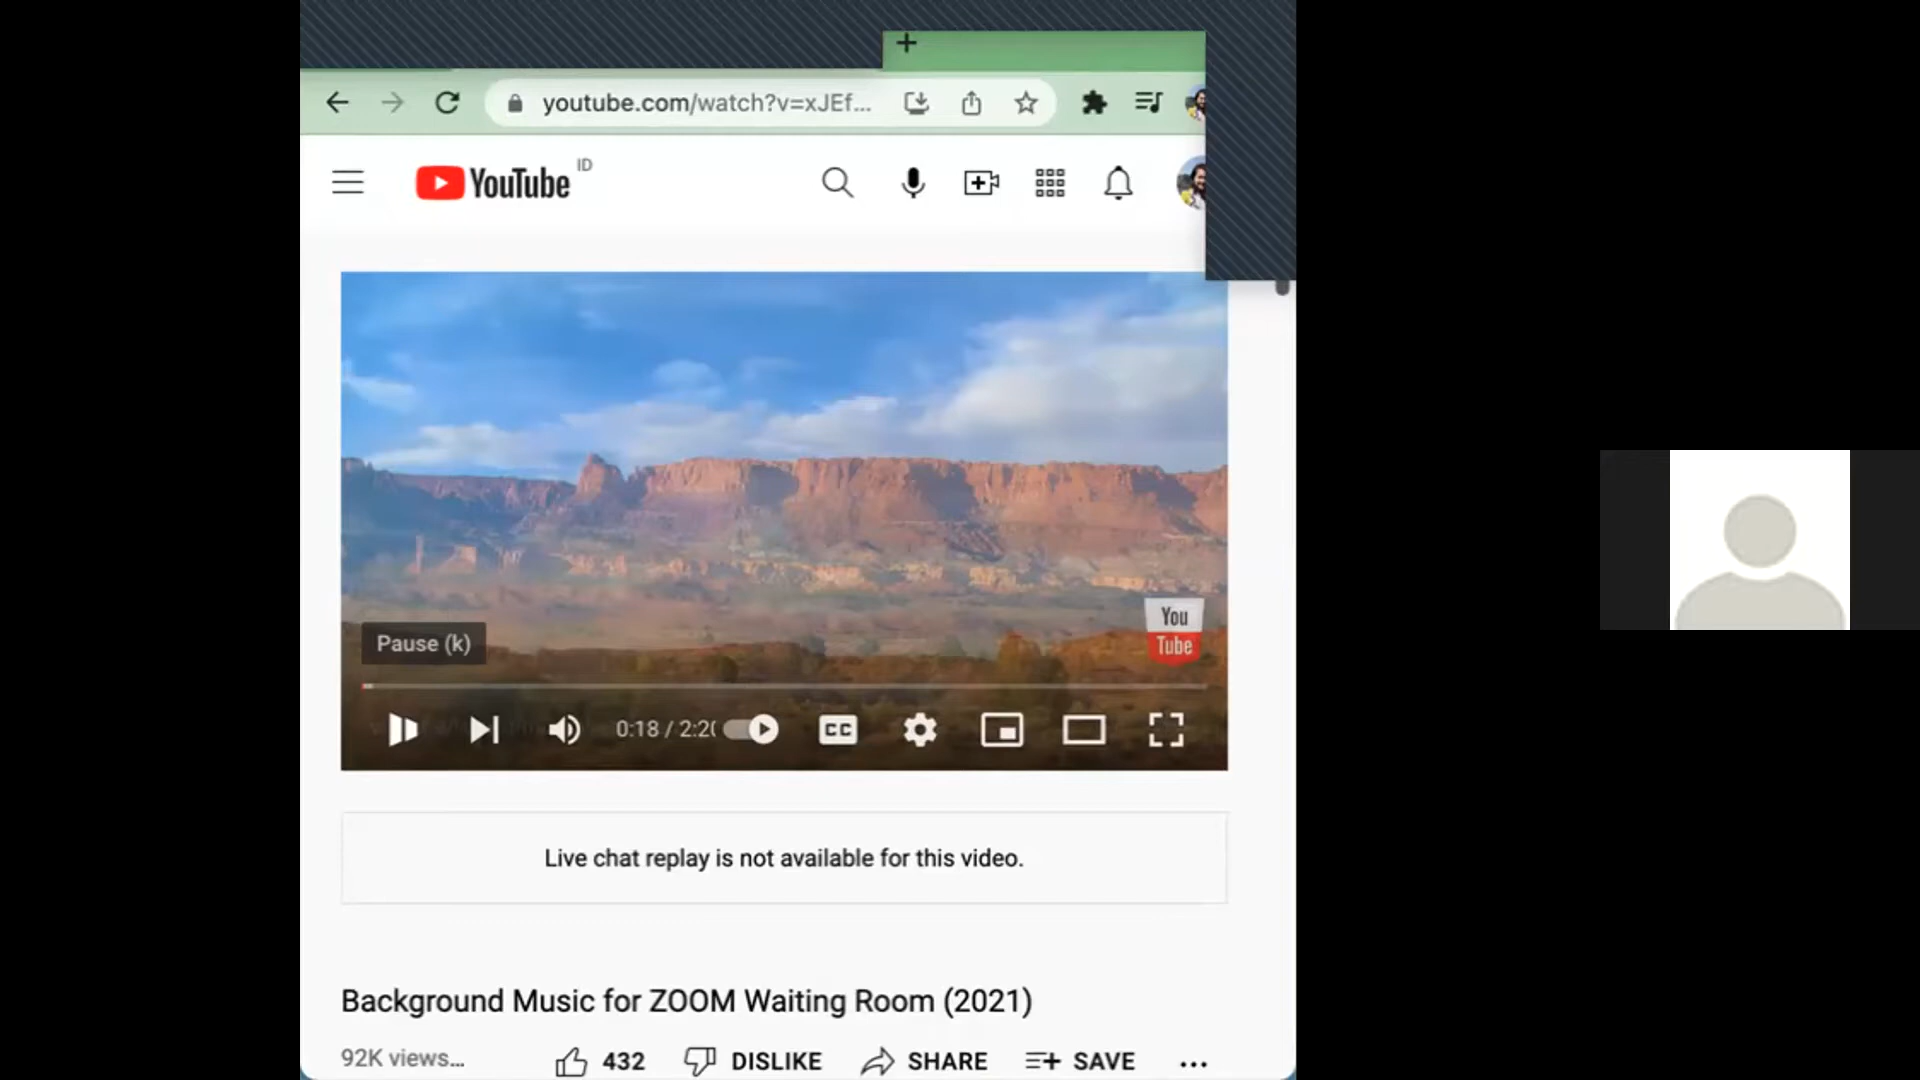 youtube.com/watch?v=xJEf...
YouTube ID
You
Tube
Pause (k)
0:18 / 2:2
CC
Live chat replay is not available for this video.
Background Music for ZOOM Waiting Room (2021)
92K views...
432
DISLIKE
SHARE
SAVE